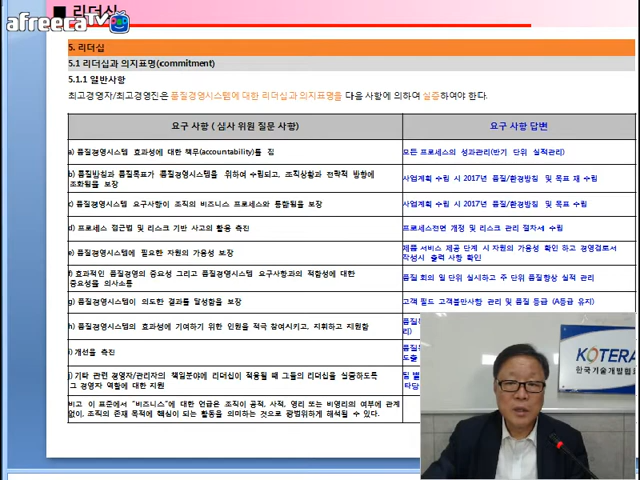 ■ 리더십
afreecaTV
5. 리더십
5.1 리더십과 의지표명(commitment)
5.1.1 일반사항
최고경영자/최고경영진은 품질경영시스템에 대한 리더십과 의지표명을 다음 사항에 의하여 실증하여야 한다.
요구 사항 ( 심사 위원 질문 사항)
요구 사항 답변
a) 품질경영시스템 효과성에 대한 책무(accountability)를 짐
모든 프로세스의 성과관리(반기 단위 실적관리)
b) 품질방침과 품질목표가 품질경영시스템을 위하여 수립되고, 조직상황과 전략적 방향에
조화됨을 보장
사업계획 수립 시 2017년 품질/환경방침 및 목표 재 수립
c) 품질경영시스템 요구사항이 조직의 비즈니스 프로세스와 통합됨을 보장
사업계획 수립 시 2017년 품질/환경방침 및 목표 수립
d) 프로세스 접근법 및 리스크 기반 사고의 활용 촉진
프로세스전면 개정 및 리스크 관리 절차서 수립
e) 품질경영시스템에 필요한 자원의 가용성 보장
제품 서비스 제공 단계 시 자원의 가용성 확인 하고 경영검토서
작성시 출력 사항 확인
f) 효과적인 품질경영의 중요성 그리고 품질경영시스템 요구사항과의 적합성에 대한
중요성을 의사소통
품질 회의 일 단위 실시하고 주 단위 품질향상 실적 관리
g) 품질경영시스템이 의도한 결과를 달성함을 보장
고객 필드 고객불만사항 관리 및 품질 등급 (A등급 유지)
h) 품질경영시스템의 효과성에 기여하기 위한 인원을 적극 참여시키고, 지휘하고 지원함
리)
i) 개선을 촉진
도출
j) 기타 관련 경영자/관리자의 책임분야에 리더십이 적용될 때 그들의 리더십을 실증하도록
그 경영자 역할에 대한 지원
타당
비고 이 표준에서 "비즈니스"에 대한 언급은 조직이 공적, 사적, 영리 또는 비영리의 여부에 관계
없이, 조직의 존재 목적에 핵심이 되는 활동을 의미하는 것으로 광범위하게 해석될 수 있다.
KOTERA
한국기술개발협회